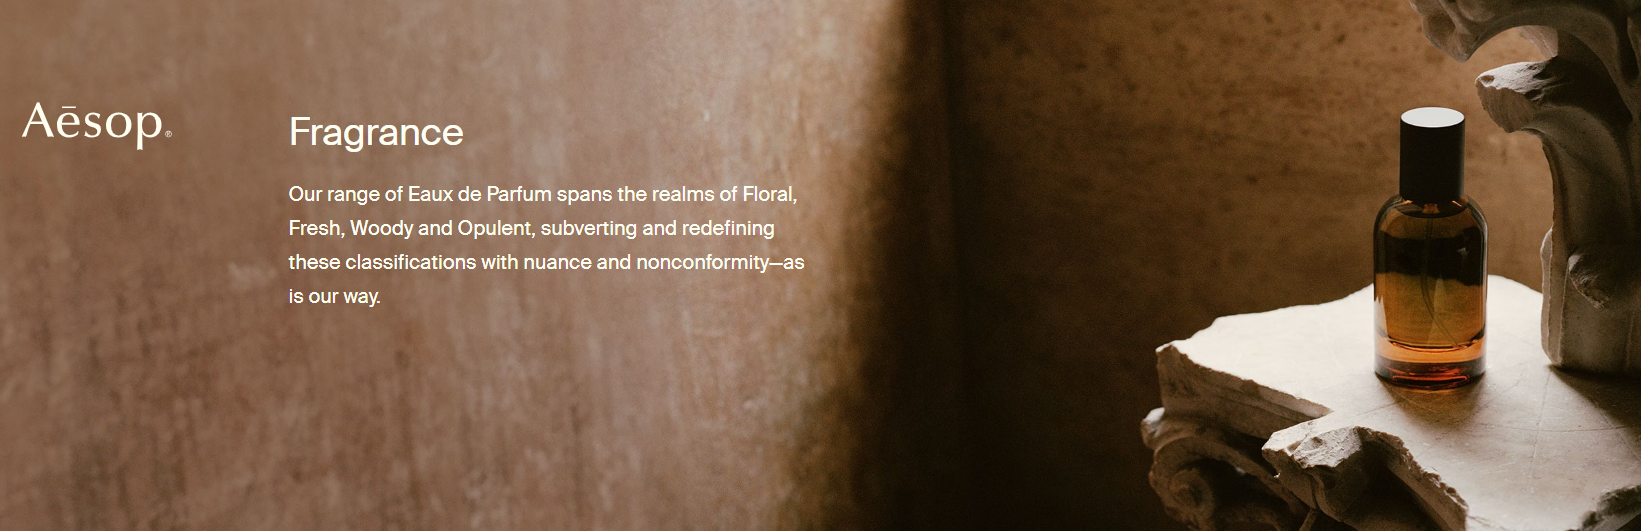 Aēsop®
Fragrance
Our range of Eaux de Parfum spans the realms of Floral,
Fresh, Woody and Opulent, subverting and redefining
these classifications with nuance and nonconformity—as
is our way.